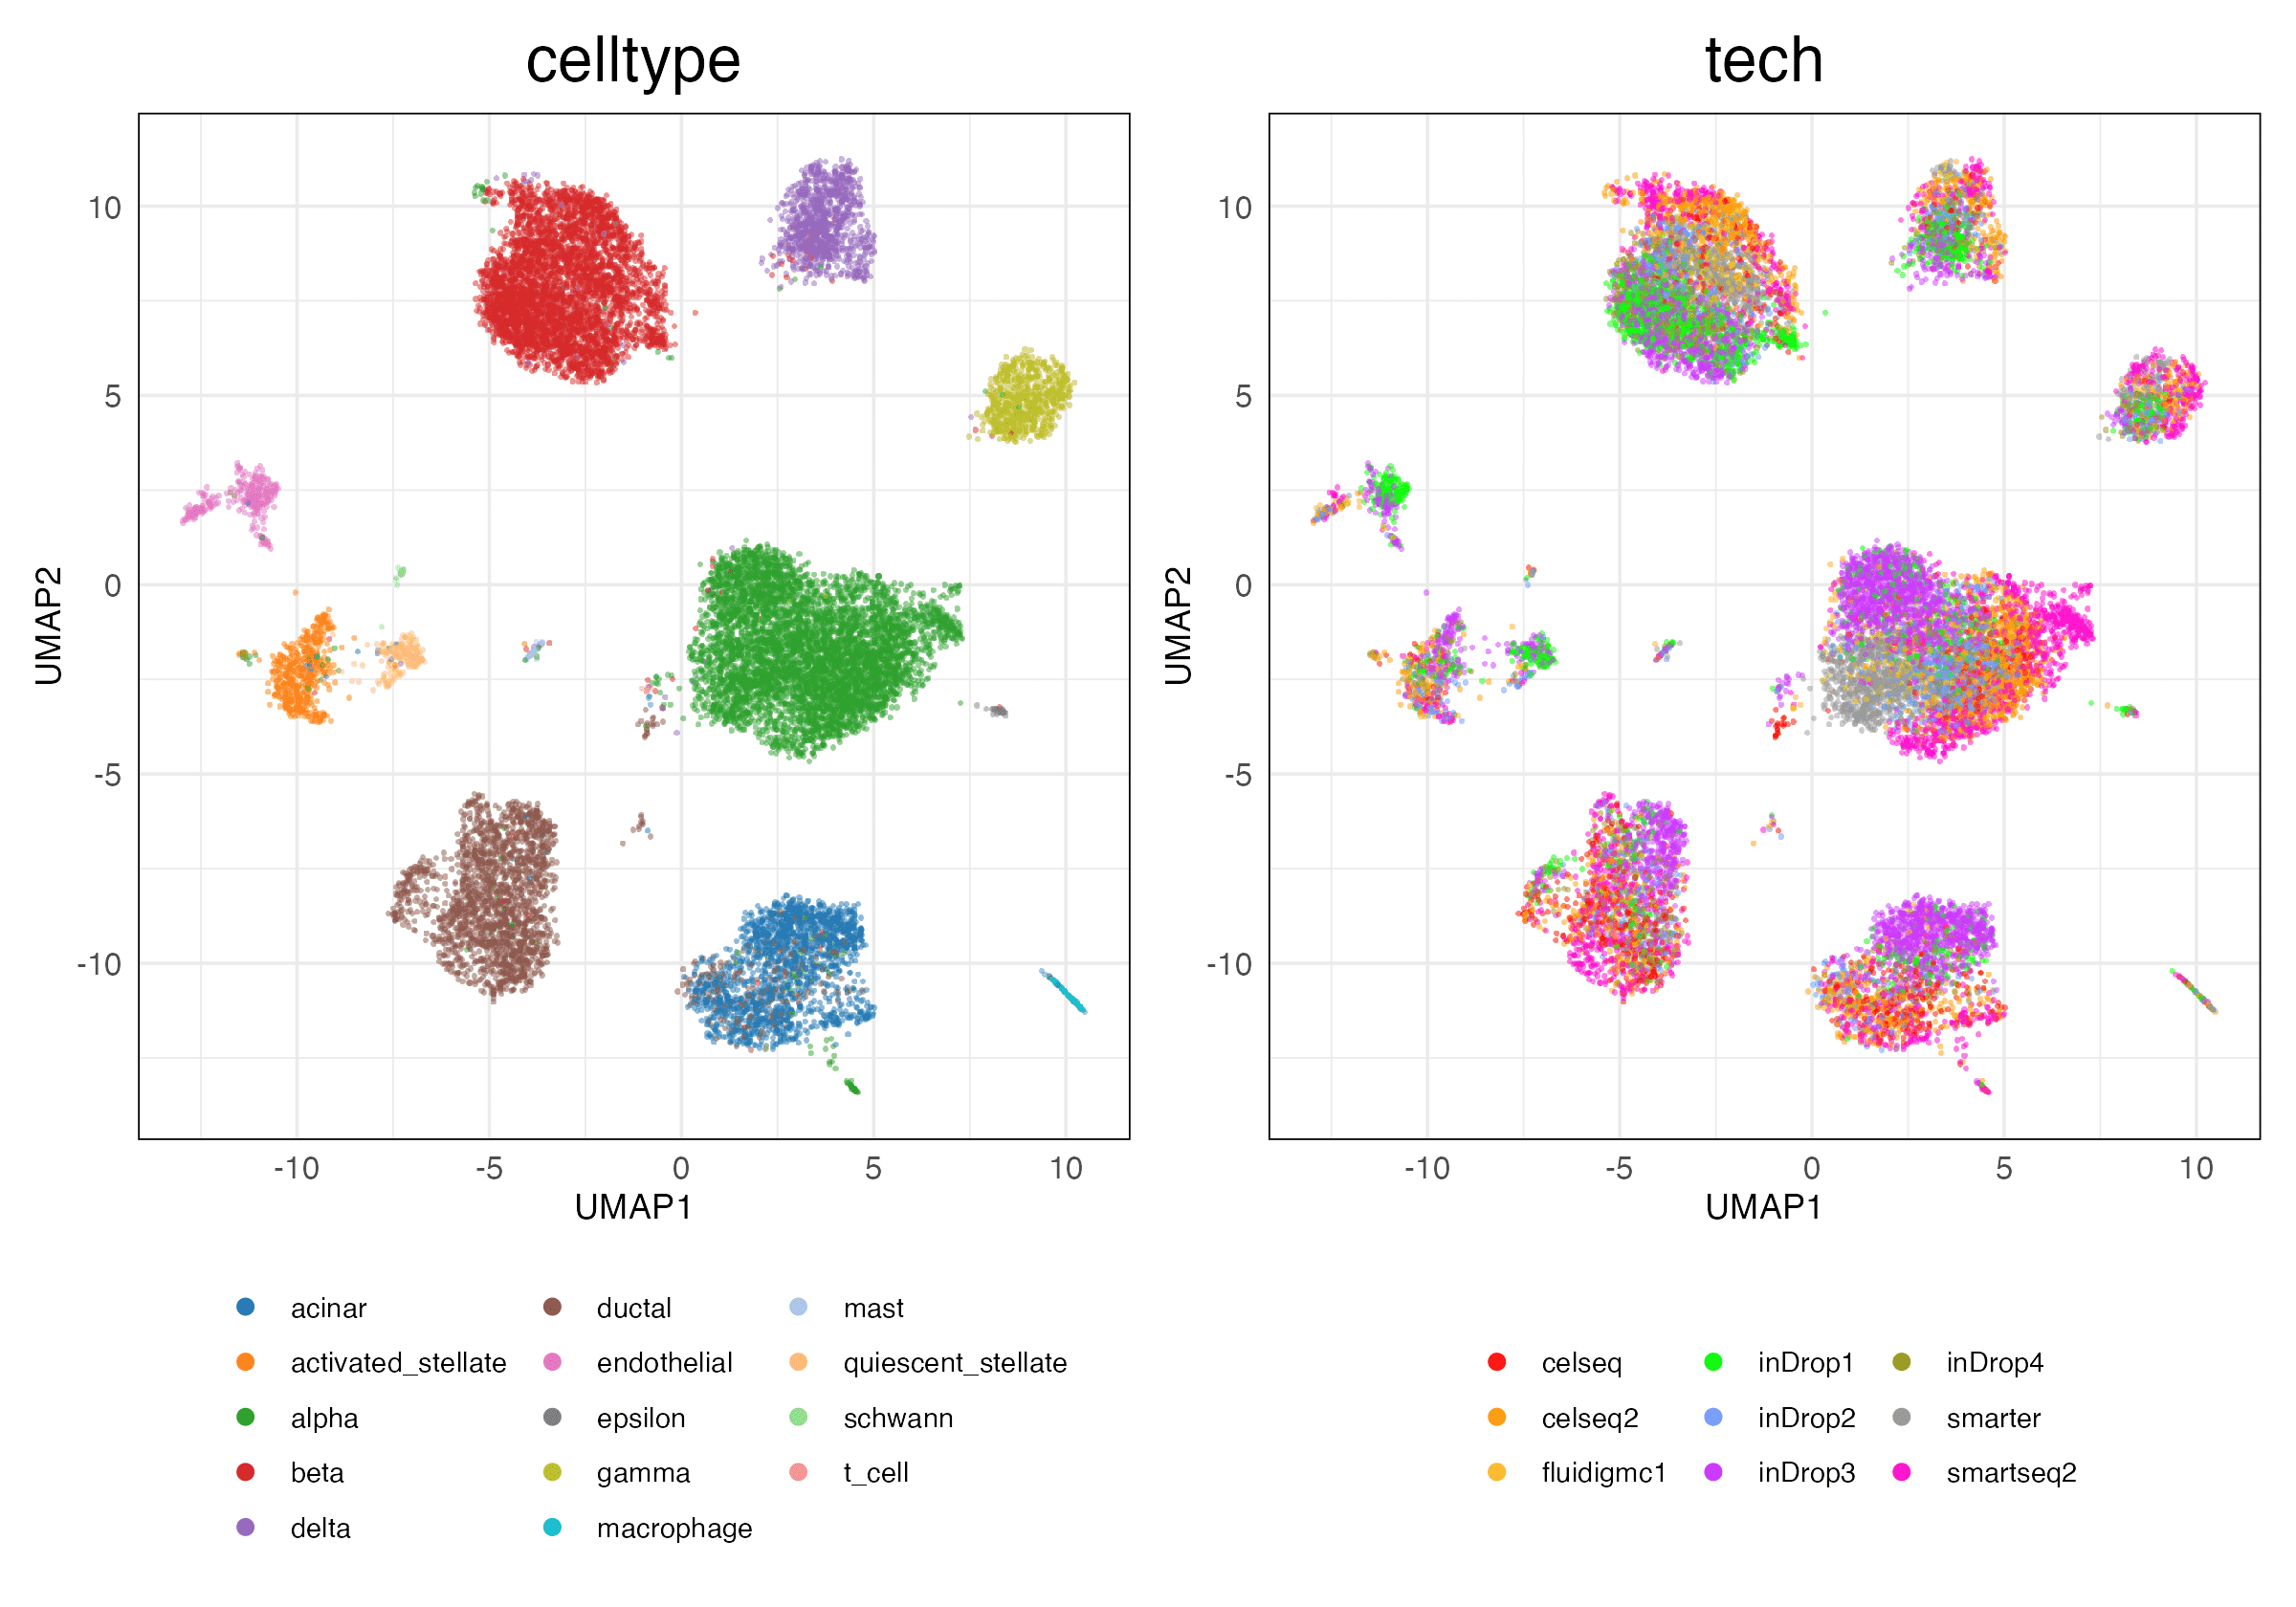 celltype
tech
10
5
0
-5
-10
UMAP2
-10
-5
0
5
10
UMAP1
10
5
0
-5
-10
UMAP2
-10
-5
0
5
10
UMAP1
acinar
activated_stellate
alpha
beta
delta
ductal
endothelial
epsilon
gamma
macrophage
mast
quiescent_stellate
schwann
t_cell
celseq
celseq2
fluidigmc1
inDrop1
inDrop2
inDrop3
inDrop4
smarter
smartseq2